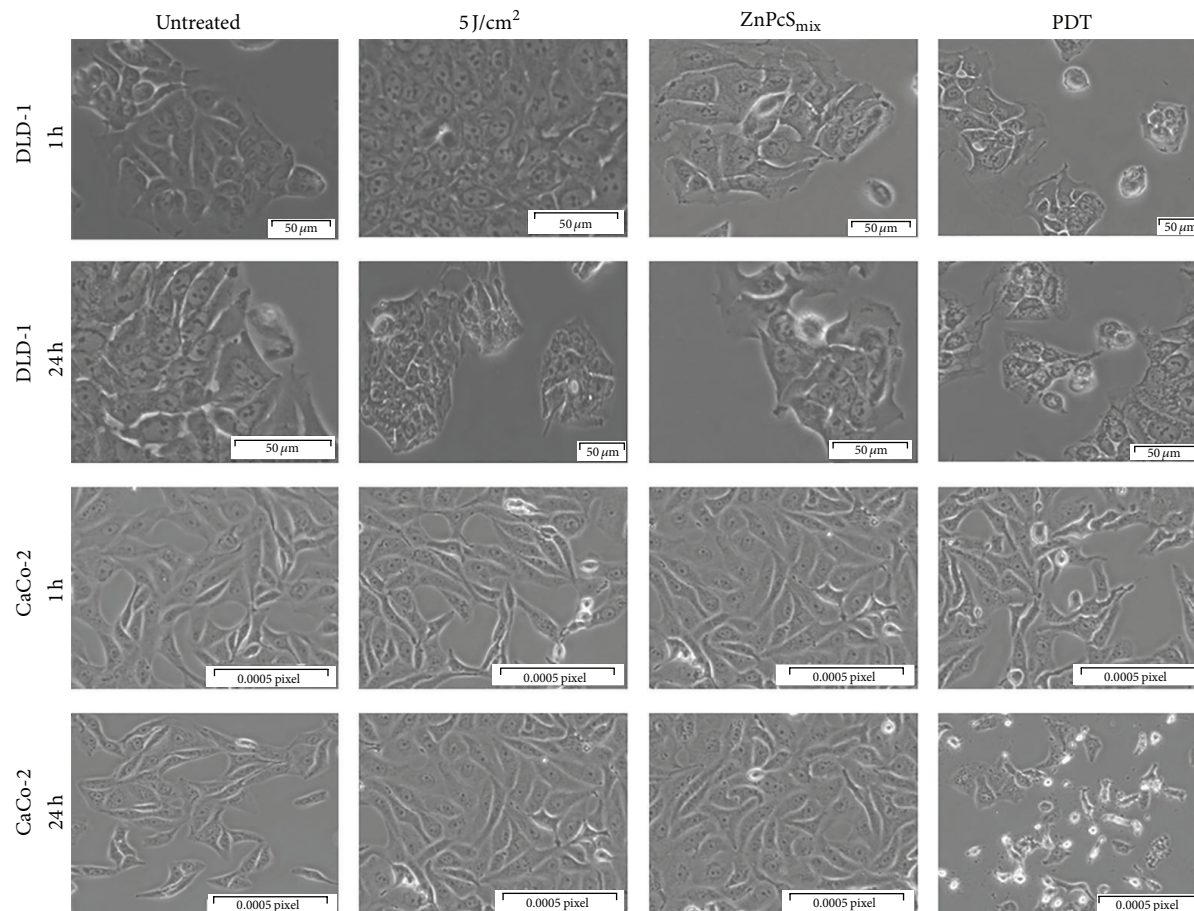 Untreated
5 J/cm²
ZnPcS_mix
PDT
DLD-1
1 h
50 μm
50 μm
50 μm
50 μm
DLD-1
24 h
50 μm
50 μm
50 μm
50 μm
CaCo-2
1 h
0.0005 pixel
0.0005 pixel
0.0005 pixel
0.0005 pixel
CaCo-2
24 h
0.0005 pixel
0.0005 pixel
0.0005 pixel
0.0005 pixel